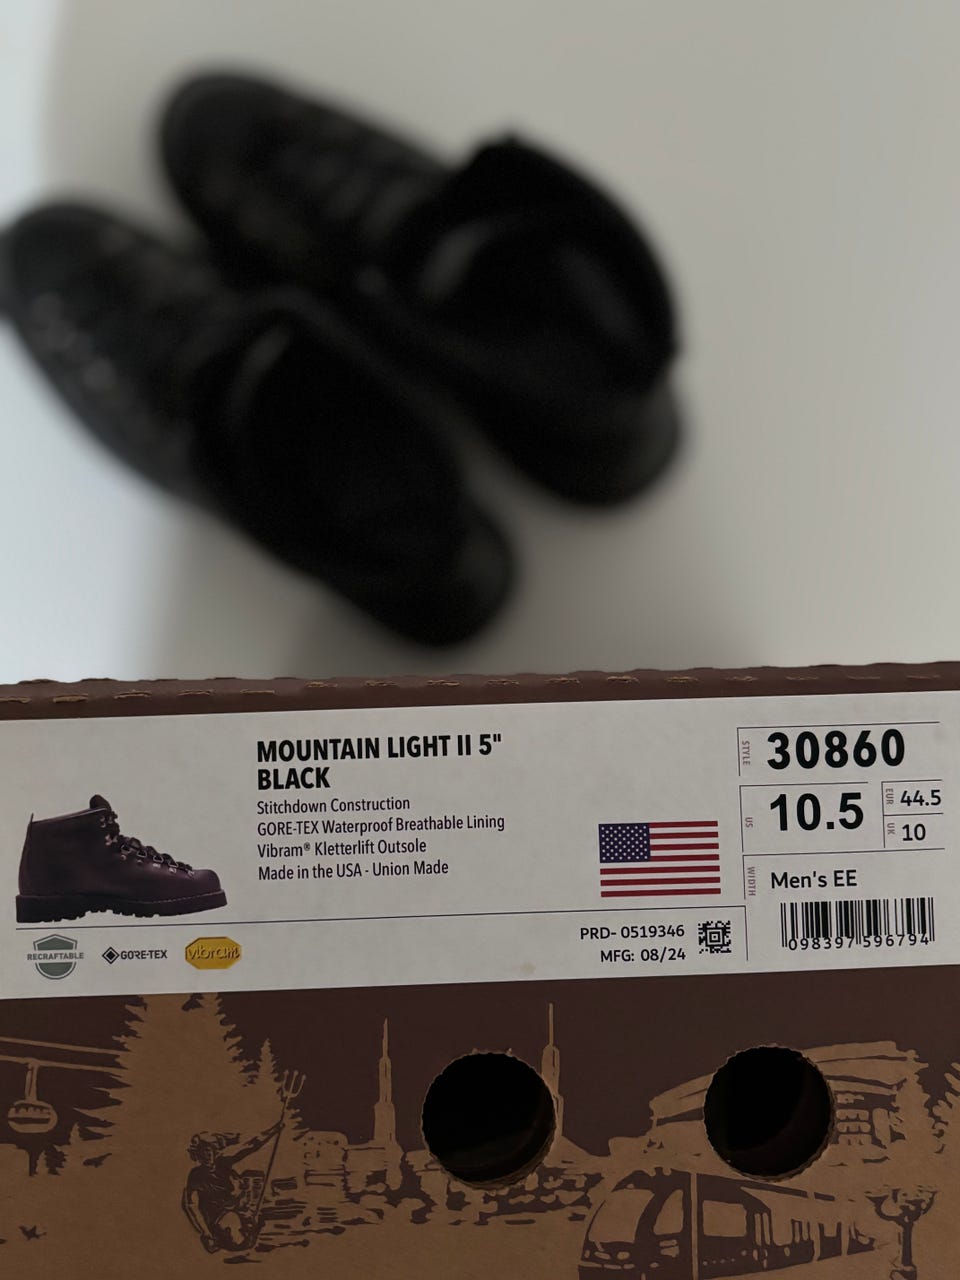 MOUNTAIN LIGHT II 5"
BLACK
Stitchdown Construction
GORE-TEX Waterproof Breathable Lining
Vibram® Kletterlift Outsole
Made in the USA - Union Made
STYLE
30860
US
10.5
EUR
44.5
UK
10
WIDTH
Men's EE
098397 596794
PRD- 0519346
MFG: 08/24
RECRAFTABLE
GORE-TEX
vibram